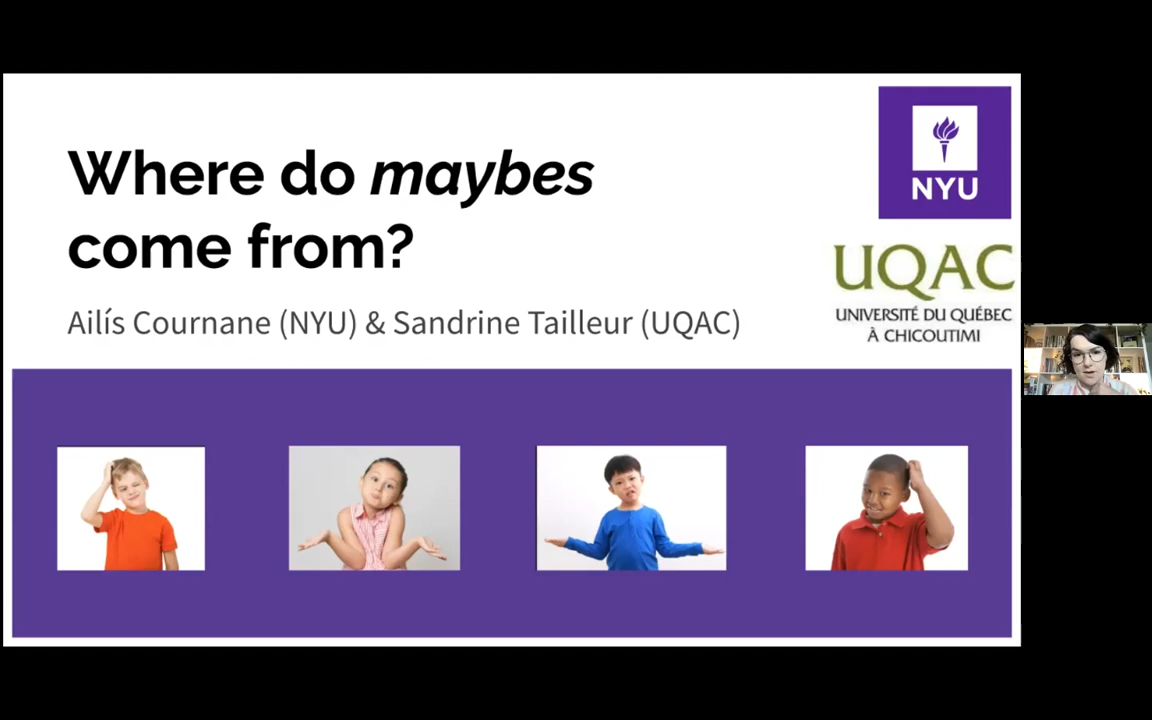 Where do maybes
come from?
Ailís Cournane (NYU) & Sandrine Tailleur (UQAC)
NYU
UQAC
UNIVERSITÉ DU QUÉBEC
À CHICOUTIMI